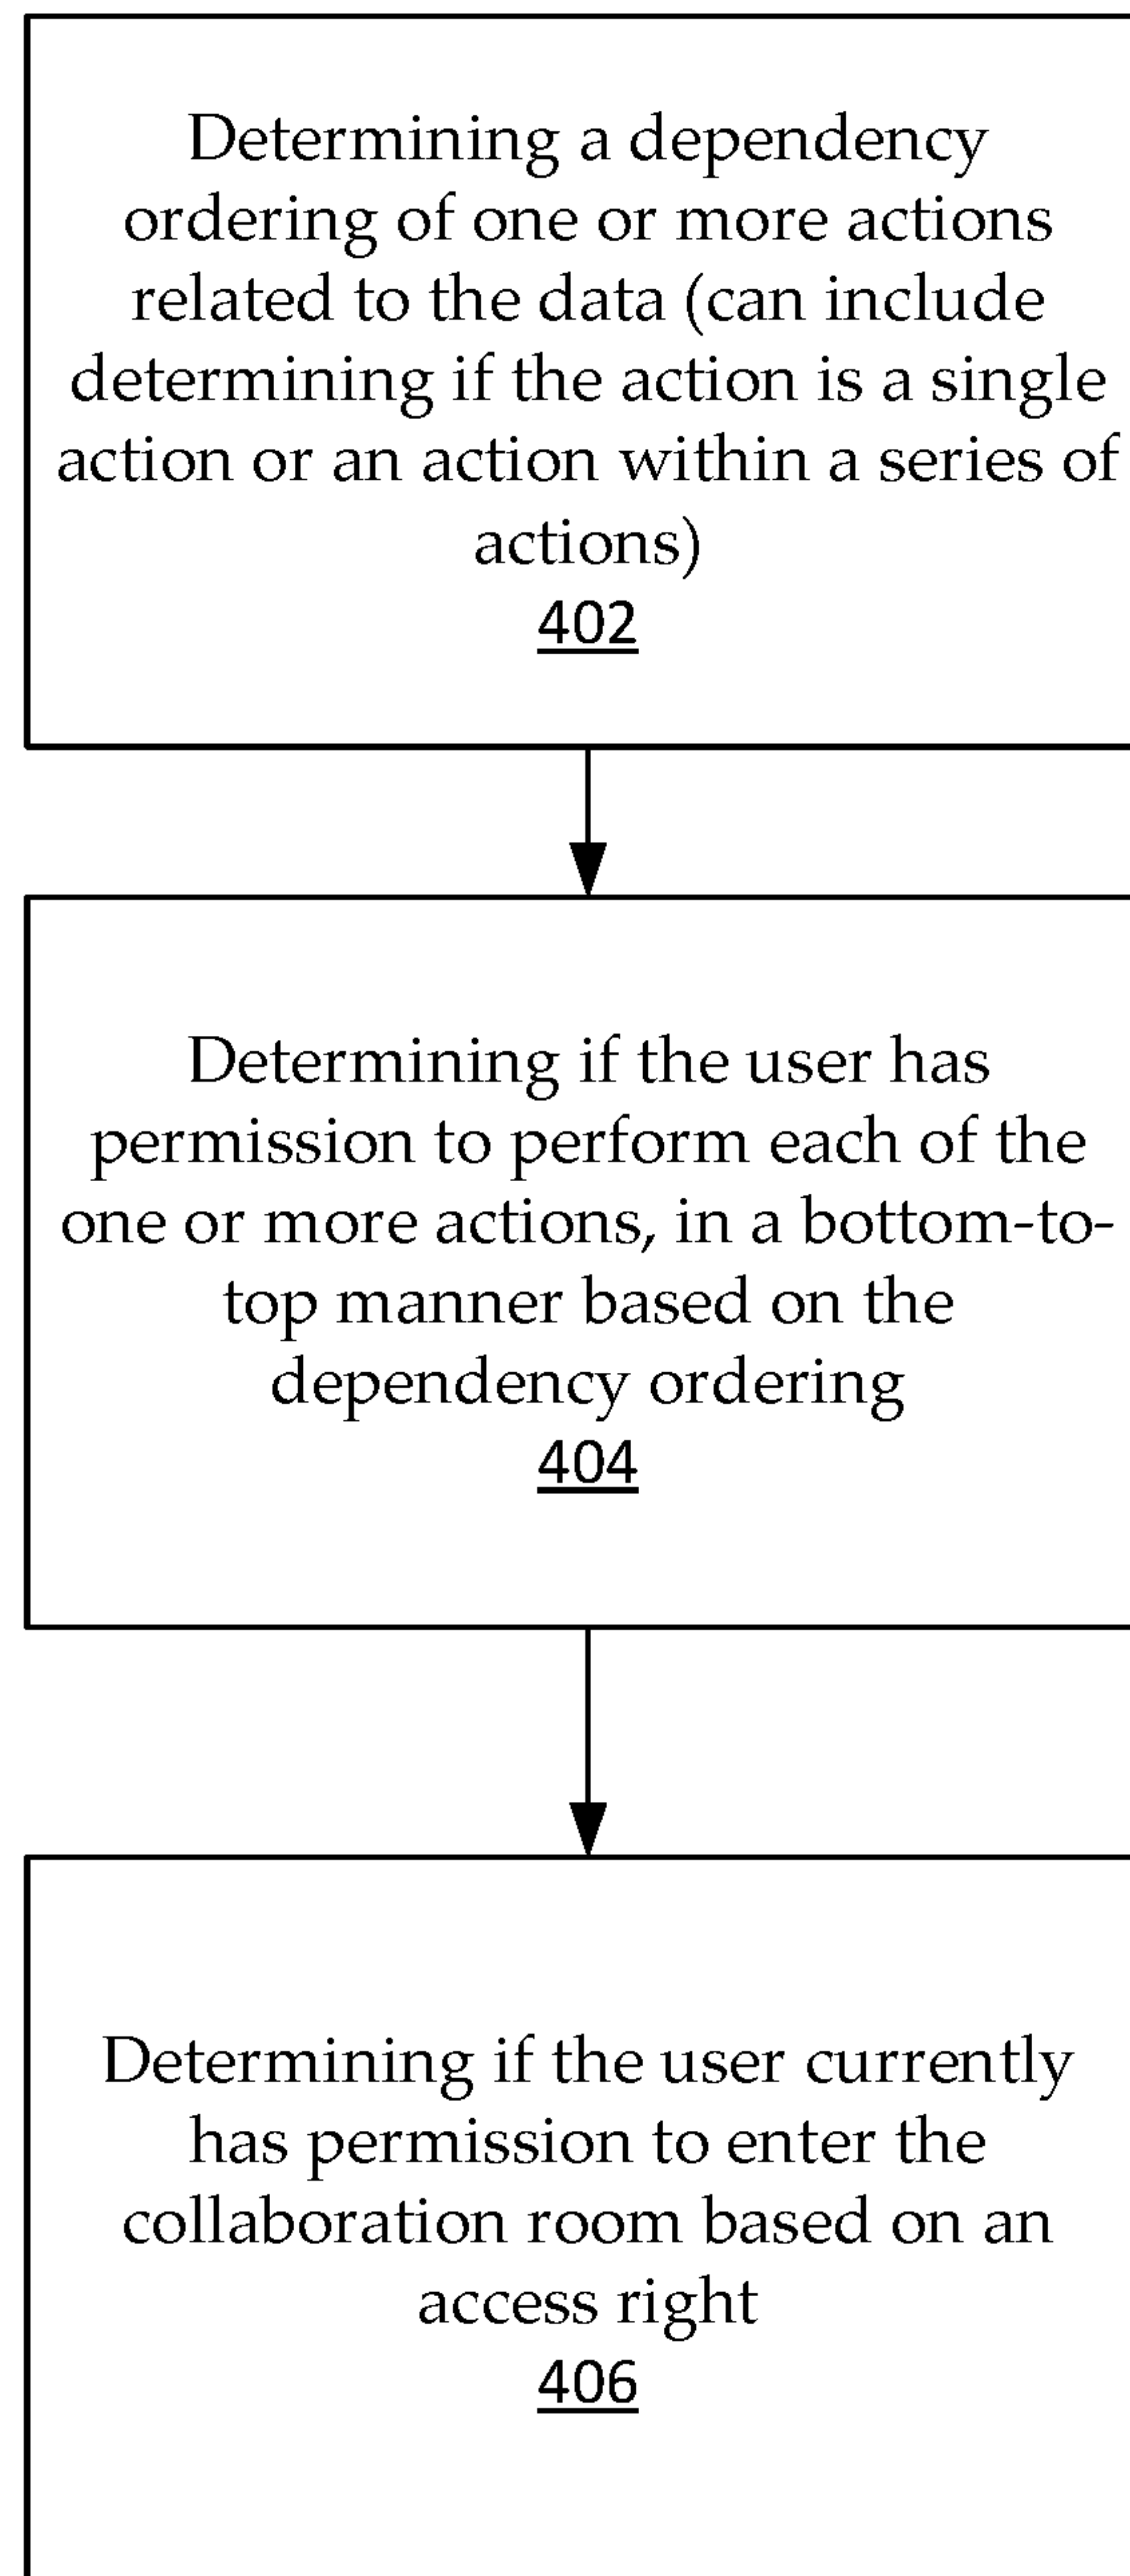 Determining a dependency
ordering of one or more actions
related to the data (can include
determining if the action is a single
action or an action within a series of
actions)
402
Determining if the user has
permission to perform each of the
one or more actions, in a bottom-to-
top manner based on the
dependency ordering
404
Determining if the user currently
has permission to enter the
collaboration room based on an
access right
406